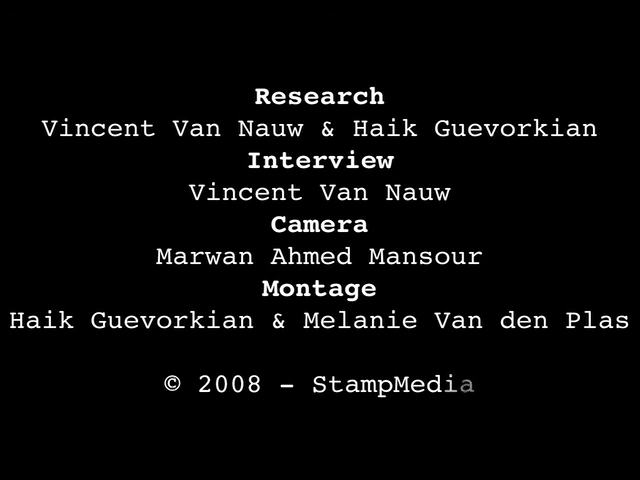 Research
Vincent Van Nauw & Haik Guevorkian
Interview
Vincent Van Nauw
Camera
Marwan Ahmed Mansour
Montage
Haik Guevorkian & Melanie Van den Plas
© 2008 - StampMedia